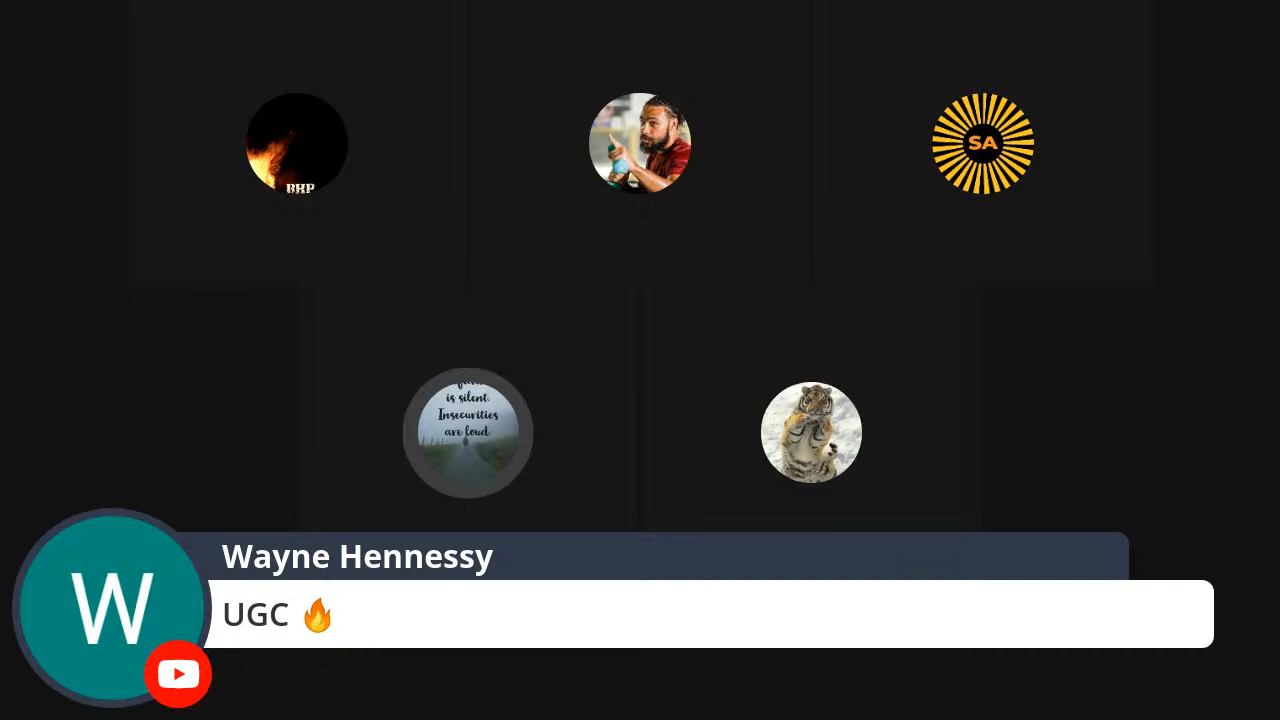 BHP
SA
is silent.
Insecurities
are loud.
Wayne Hennessy
UGC 🔥
W